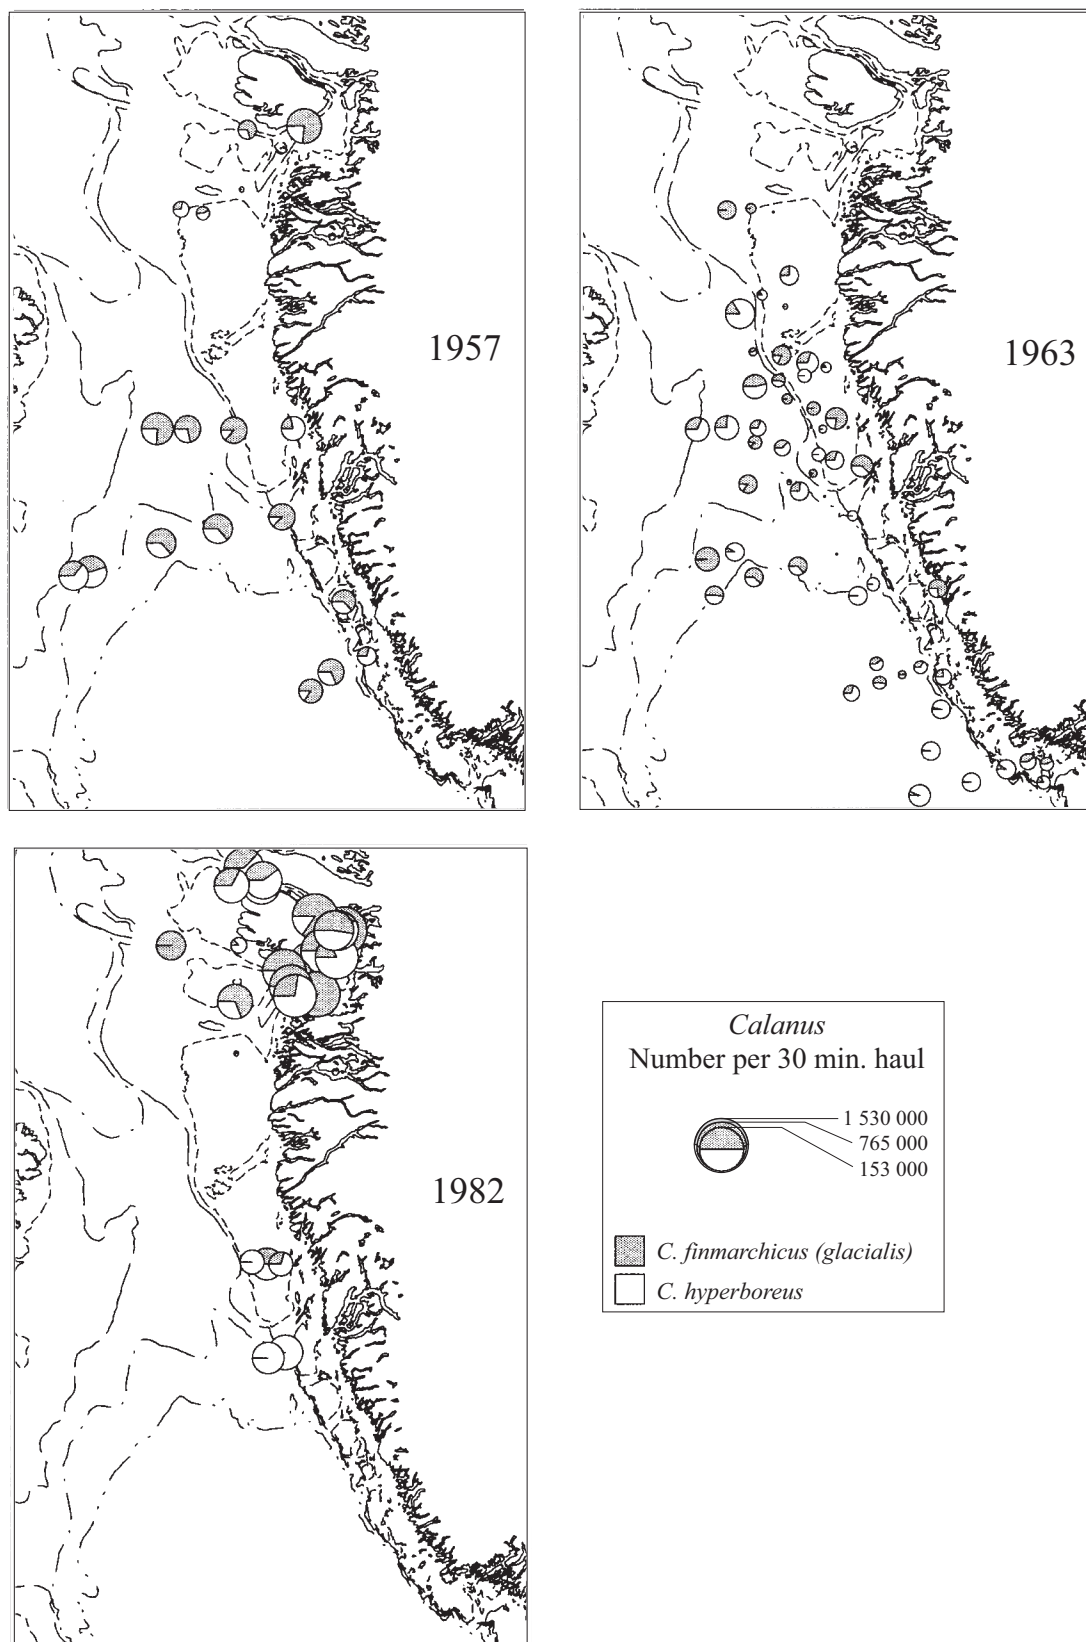 1957
1963
1982
Calanus
Number per 30 min. haul
1 530 000
765 000
153 000
C. finmarchicus (glacialis)
C. hyperboreus